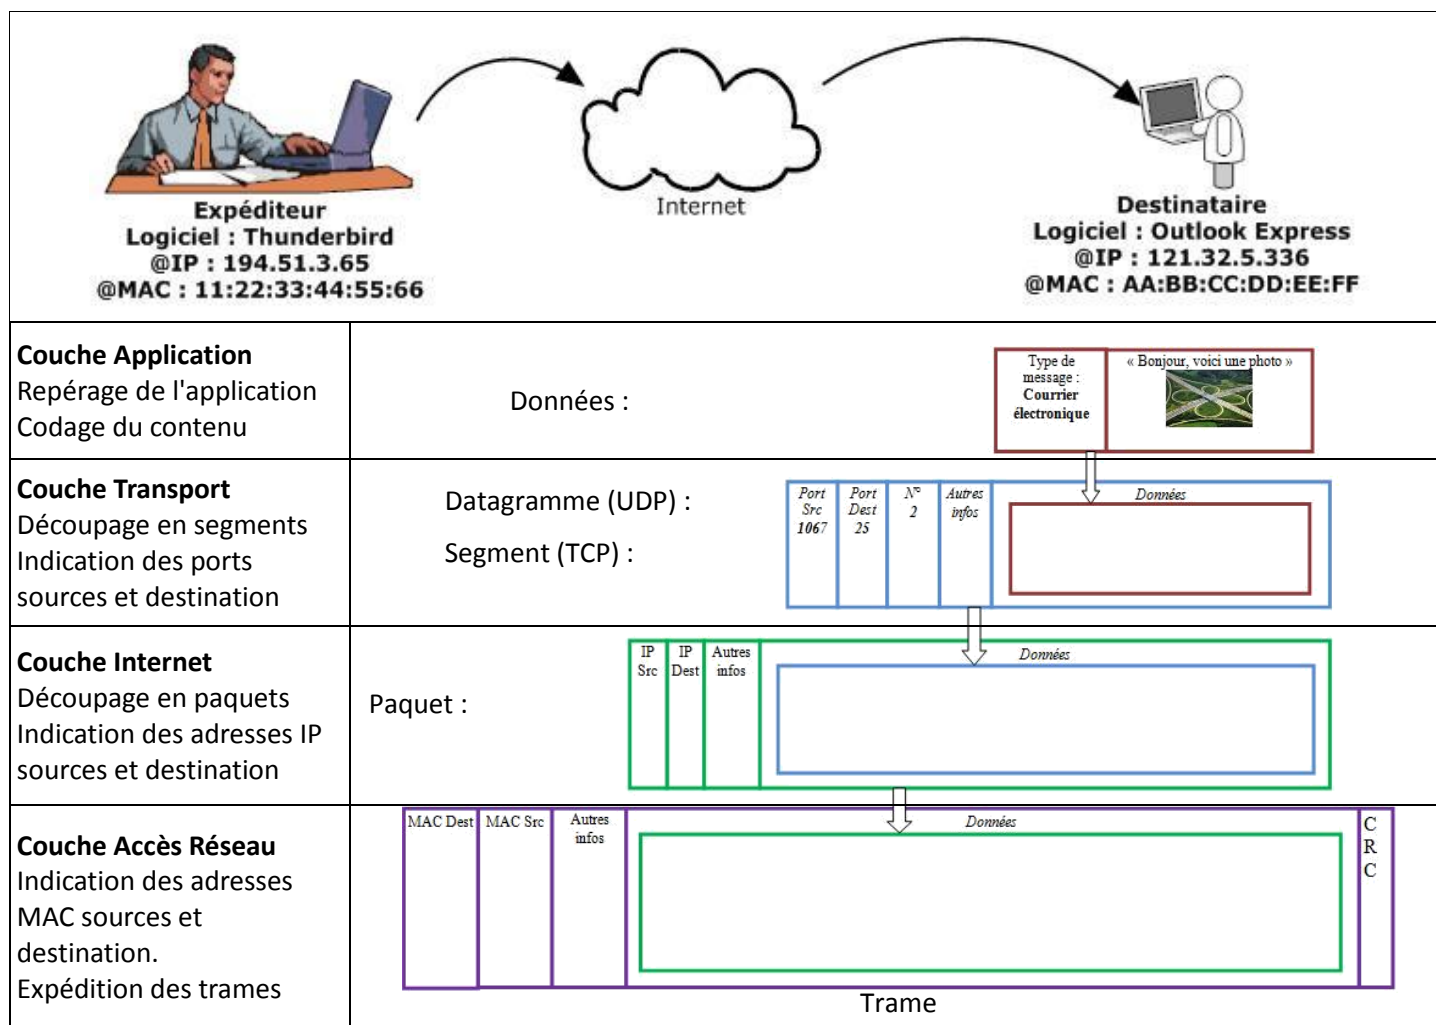 Expéditeur
Logiciel : Thunderbird
@IP : 194.51.3.65
@MAC : 11:22:33:44:55:66
Internet
Destinataire
Logiciel : Outlook Express
@IP : 121.32.5.336
@MAC : AA:BB:CC:DD:EE:FF
Couche Application
Repérage de l'application
Codage du contenu
Données :
Type de
message :
Courrier
électronique
« Bonjour, voici une photo »
Couche Transport
Découpage en segments
Indication des ports
sources et destination
Datagramme (UDP) :
Segment (TCP) :
Port
Src
1067
Port
Dest
25
N°
2
Autres
infos
Données
Couche Internet
Découpage en paquets
Indication des adresses IP
sources et destination
Paquet :
IP
Src
IP
Dest
Autres
infos
Données
Couche Accès Réseau
Indication des adresses
MAC sources et
destination.
Expédition des trames
MAC Dest
MAC Src
Autres
infos
Données
C
R
C
Trame